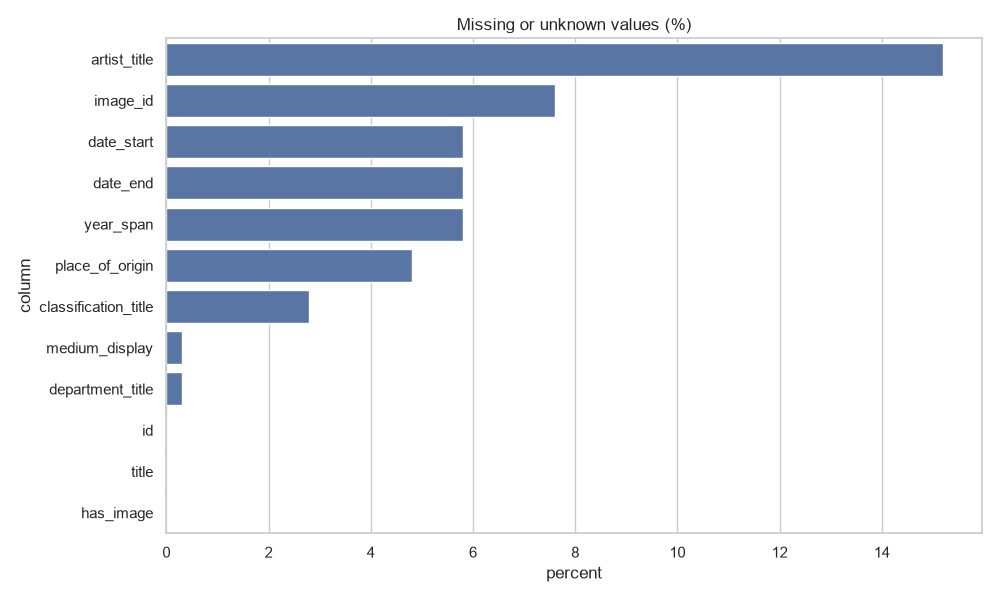 Missing or unknown values (%)
artist_title
image_id
date_start
date_end
year_span
place_of_origin
classification_title
medium_display
department_title
id
title
has_image
column
0 2 4 6 8 10 12 14
percent